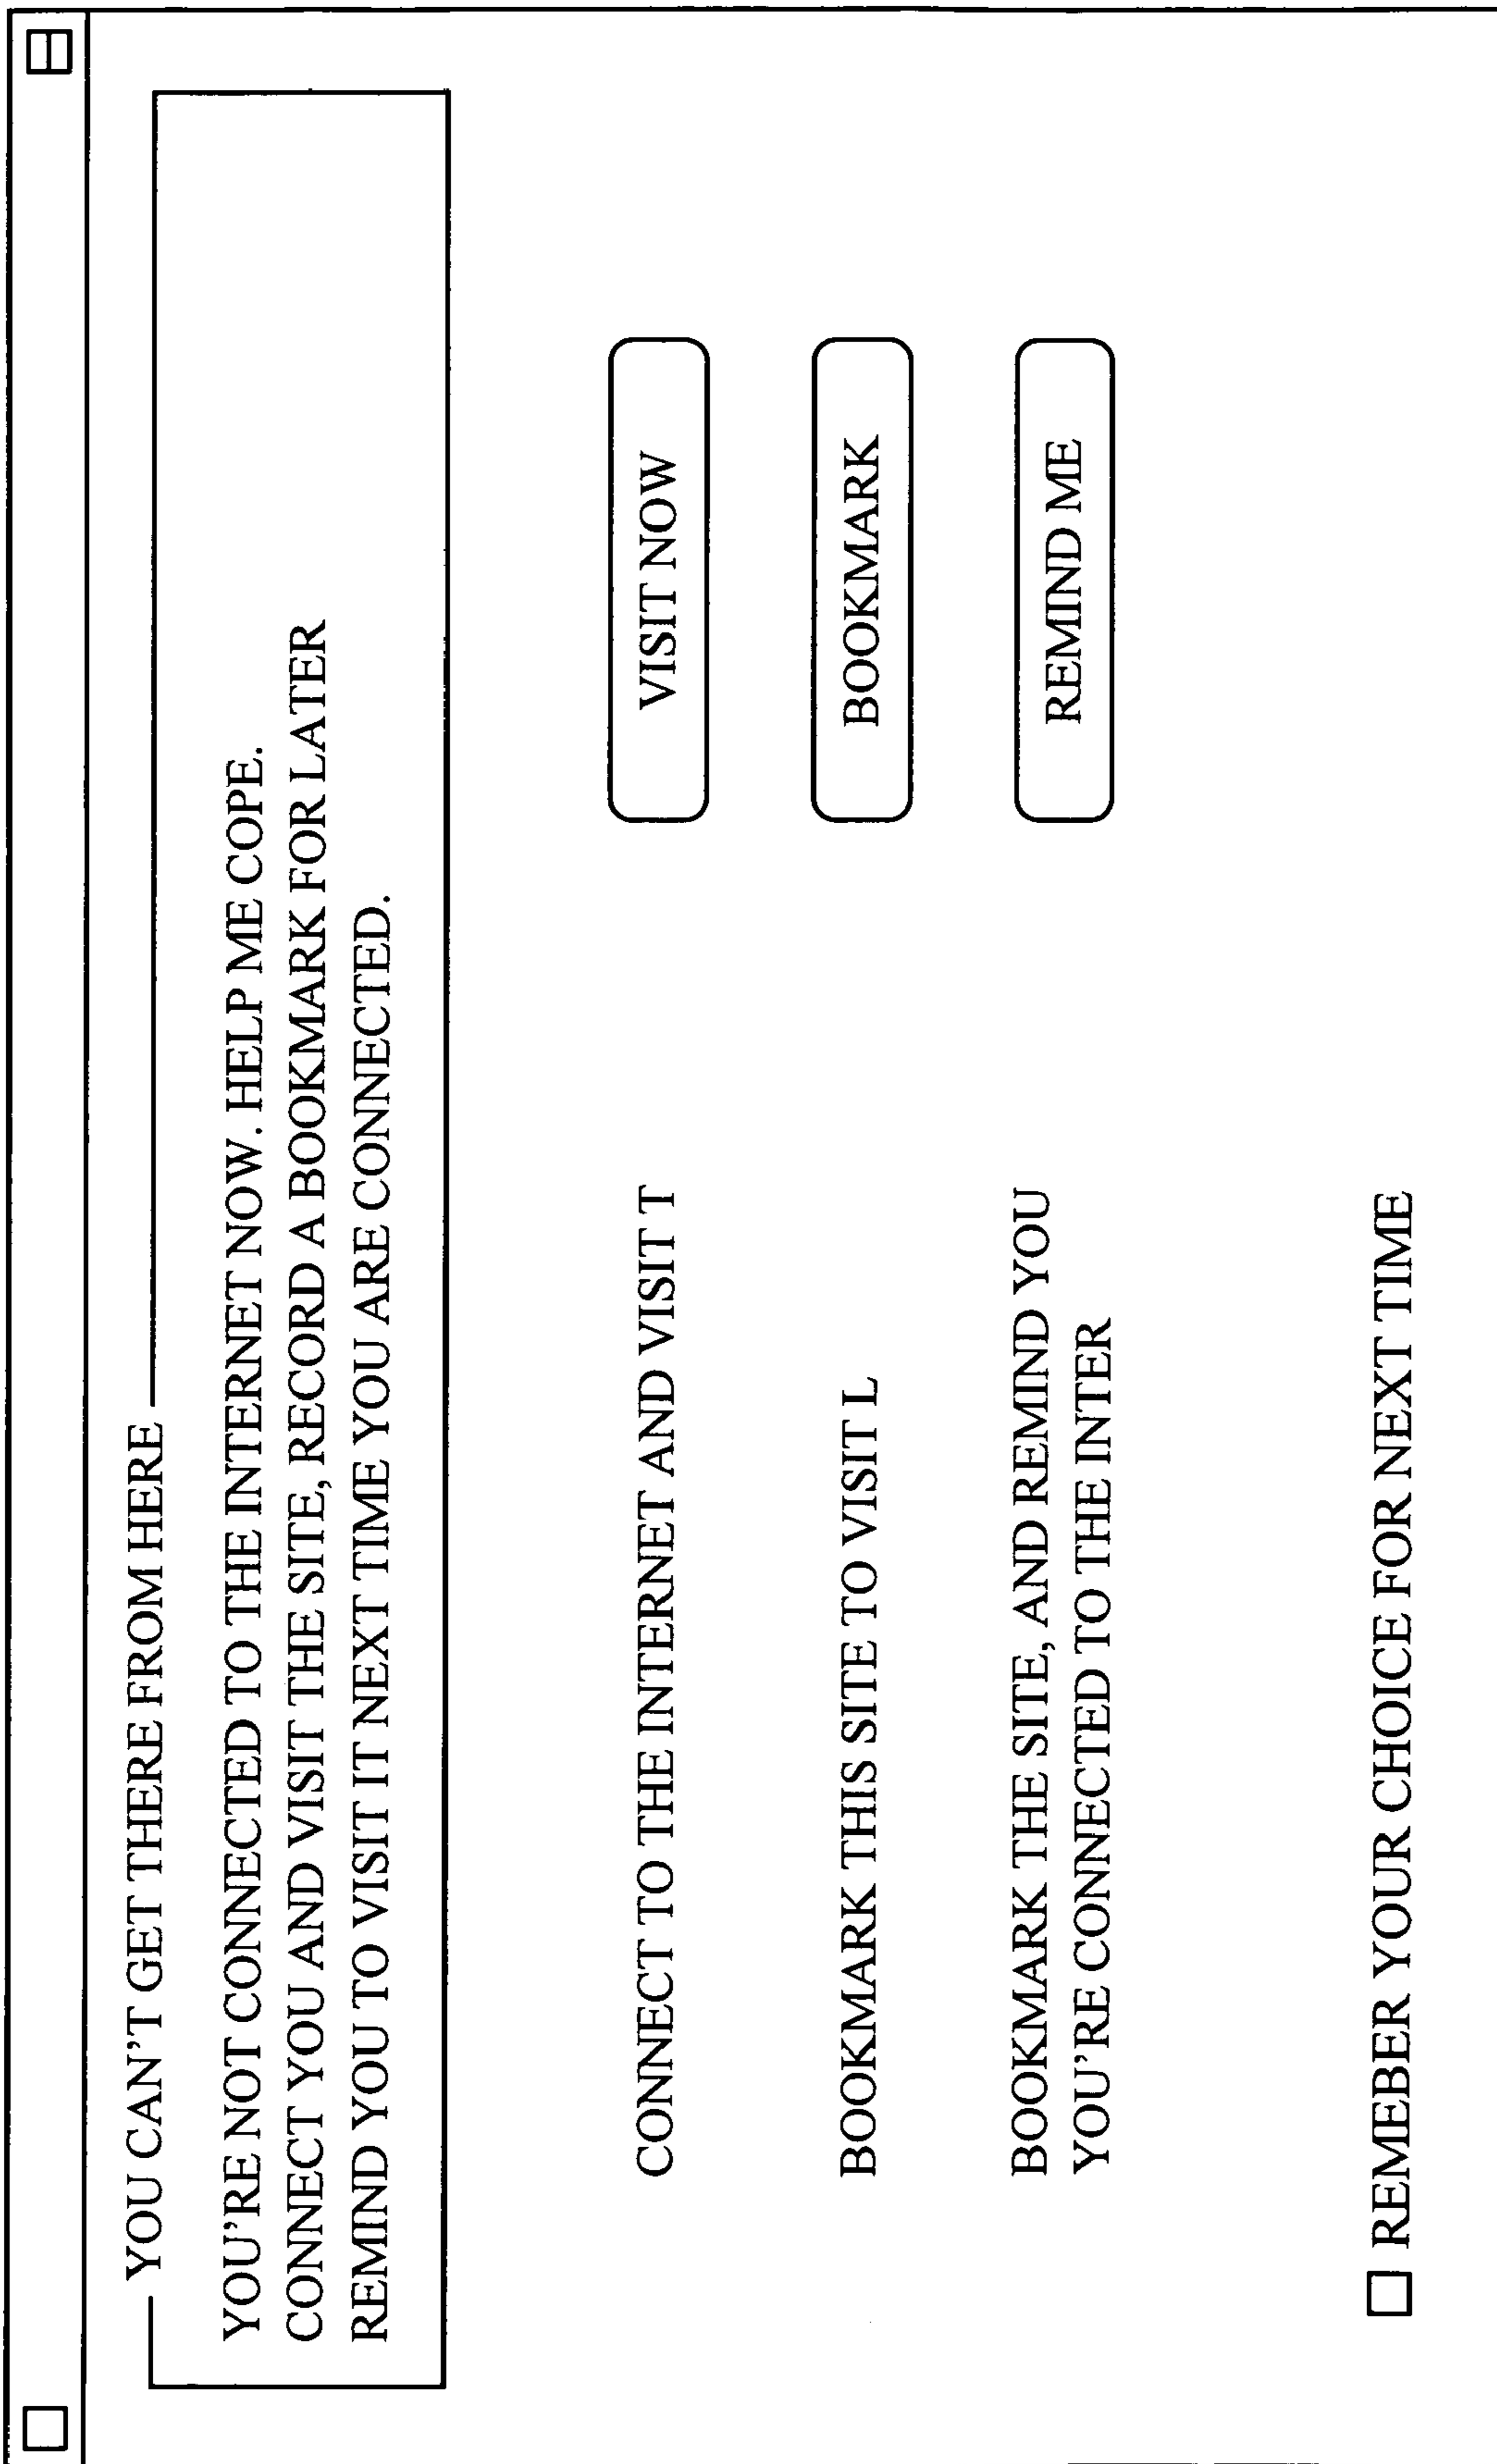 YOU CAN'T GET THERE FROM HERE
YOU'RE NOT CONNECTED TO THE INTERNET NOW. HELP ME COPE.
CONNECT YOU AND VISIT THE SITE, RECORD A BOOKMARK FOR LATER
REMIND YOU TO VISIT IT NEXT TIME YOU ARE CONNECTED.
CONNECT TO THE INTERNET AND VISIT T
VISIT NOW
BOOKMARK THIS SITE TO VISIT L
BOOKMARK
BOOKMARK THE SITE, AND REMIND YOU
YOU'RE CONNECTED TO THE INTER
REMIND ME
REMEBER YOUR CHOICE FOR NEXT TIME